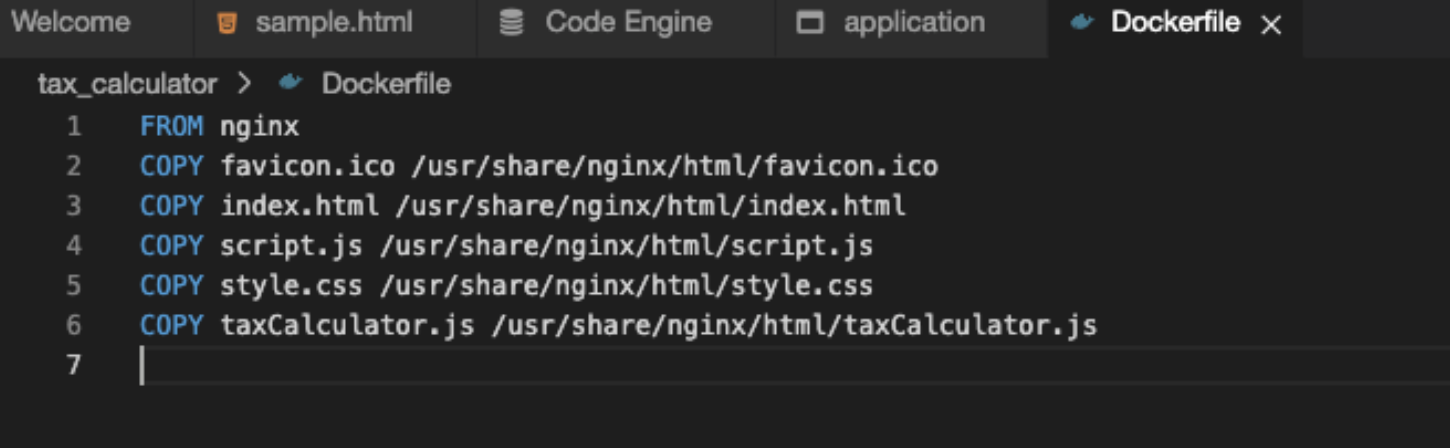 Welcome sample.html Code Engine application Dockerfile
tax_calculator > Dockerfile
1 FROM nginx
2 COPY favicon.ico /usr/share/nginx/html/favicon.ico
3 COPY index.html /usr/share/nginx/html/index.html
4 COPY script.js /usr/share/nginx/html/script.js
5 COPY style.css /usr/share/nginx/html/style.css
6 COPY taxCalculator.js /usr/share/nginx/html/taxCalculator.js
7